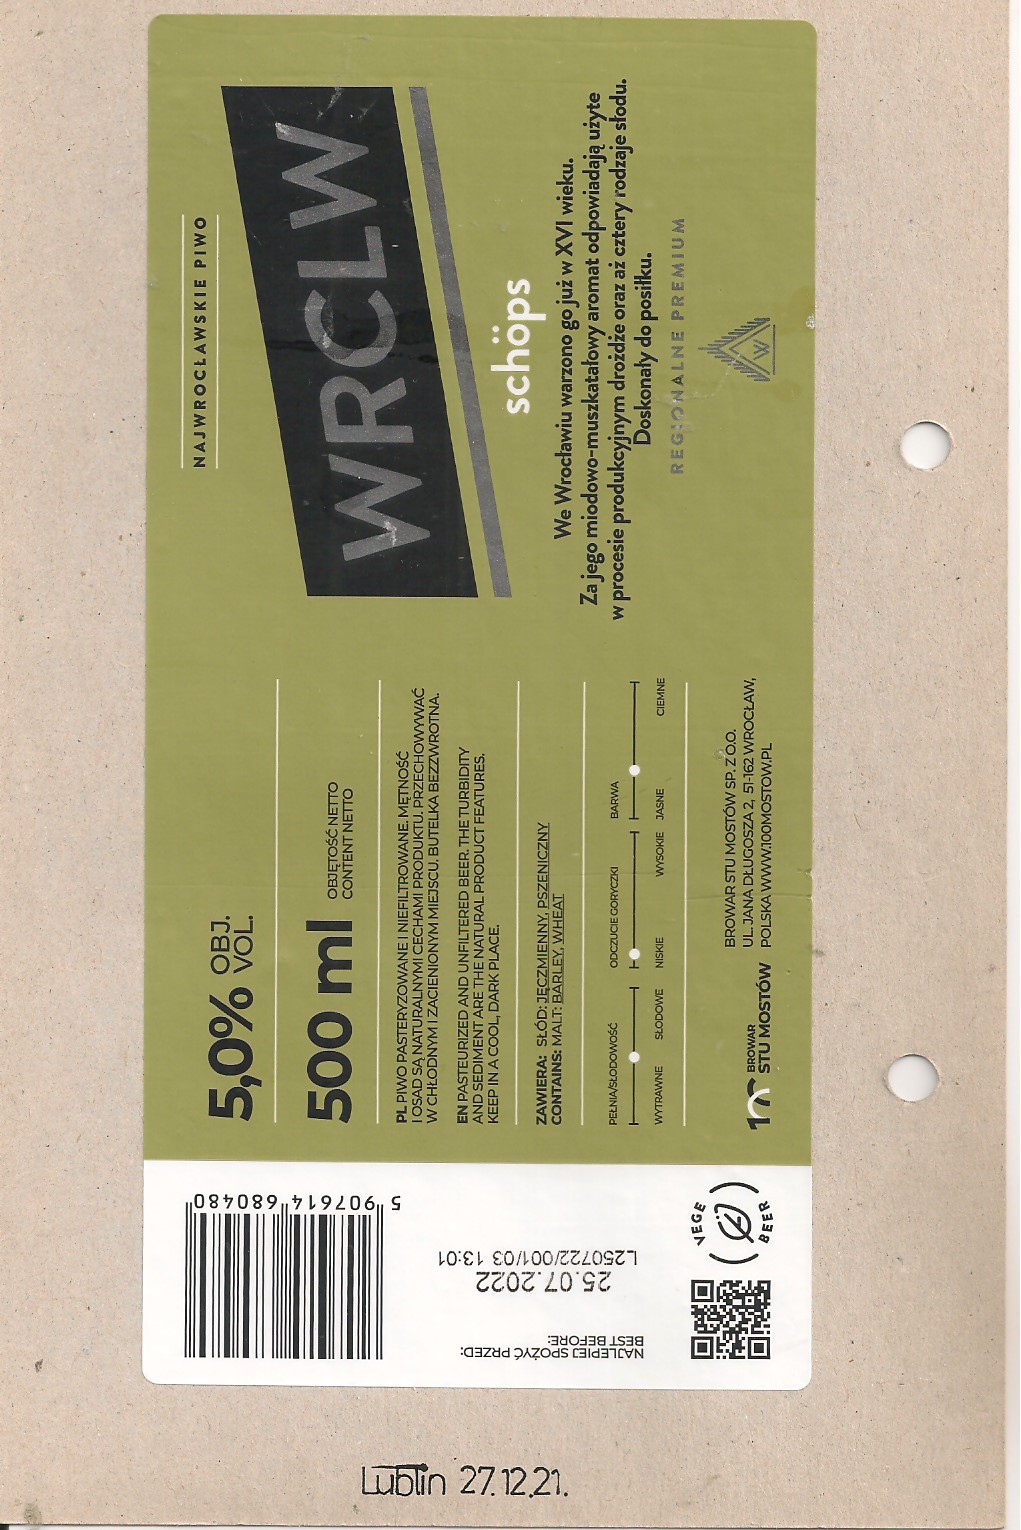 NAJWROCŁAWSKIE PIWO
WRCLW
schöps
We Wrocławiu warzono go już w XVI wieku.
Za jego miodowo-muszkatałowy aromat odpowiadają użyte
w procesie produkcyjnym drożdże oraz aż cztery rodzaje słodu.
Doskonały do posiłku.
REGIONALNE PREMIUM
W
5,0% OBJ.
VOL.
500 ml OBJĘTOŚĆ NETTO
CONTENT NETTO
PL PIWO PASTERYZOWANE I NIEFILTROWANE. MĘTNOŚĆ
I OSAD SĄ NATURALNYMI CECHAMI PRODUKTU. PRZECHOWYWAĆ
W CHŁODNYM I ZACIENIONYM MIEJSCU. BUTELKA BEZZWROTNA.
EN PASTEURIZED AND UNFILTERED BEER. THE TURBIDITY
AND SEDIMENT ARE THE NATURAL PRODUCT FEATURES.
KEEP IN A COOL, DARK PLACE.
ZAWIERA: SŁÓD: JĘCZMIENNY, PSZENICZNY
CONTAINS: MALT: BARLEY, WHEAT
PEŁNIA/SŁODOWOŚĆ ODCZUCIE GORYCZKI BARWA
WYTRAWNE SŁODOWE NISKIE WYSOKIE JASNE CIEMNE
BROWAR
STU MOSTÓW
BROWAR STU MOSTÓW SP. Z O.O.
UL. JANA DŁUGOSZA 2, 51-162 WROCŁAW,
POLSKA WWW.100MOSTOW.PL
5 907614 680480
NAJLEPIEJ SPOŻYĆ PRZED:
BEST BEFORE:
25.07.2022
L250722/001/03 13:01
VEGE
BEER
Lublin 27.12.21.